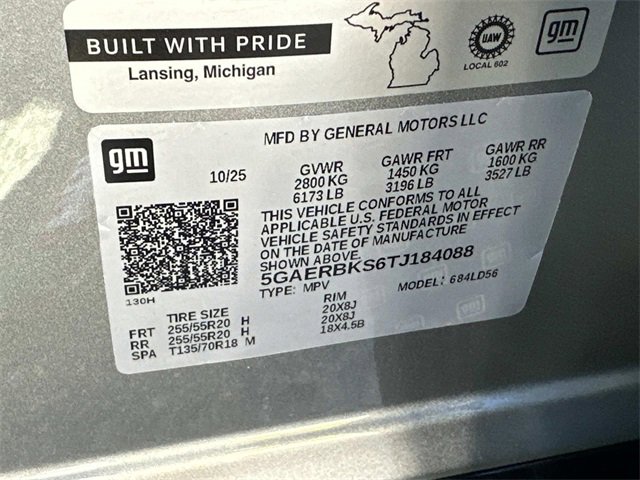 BUILT WITH PRIDE
Lansing, Michigan
UAW
LOCAL 602
gm
gm
MFD BY GENERAL MOTORS LLC
10/25
GVWR
2800 KG
6173 LB
GAWR FRT
1450 KG
3196 LB
GAWR RR
1600 KG
3527 LB
THIS VEHICLE CONFORMS TO ALL
APPLICABLE U.S. FEDERAL MOTOR
VEHICLE SAFETY STANDARDS IN EFFECT
ON THE DATE OF MANUFACTURE
SHOWN ABOVE.
5GAERBKS6TJ184088
TYPE: MPV
MODEL: 684LD56
130H
TIRE SIZE
RIM
FRT 255/55R20 H 20X8J
RR 255/55R20 H 20X8J
SPA T135/70R18 M 18X4.5B